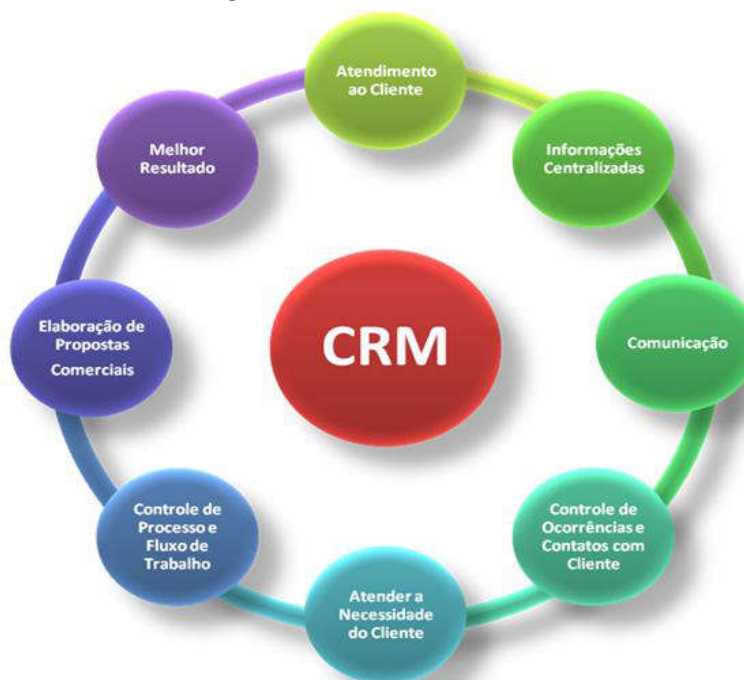 Atendimento
ao Cliente
Informações
Centralizadas
Comunicação
Controle de
Ocorrências e
Contatos com
Cliente
Atender a
Necessidade
do Cliente
Controle de
Processo e
Fluxo de
Trabalho
Elaboração de
Propostas
Comerciais
Melhor
Resultado
CRM